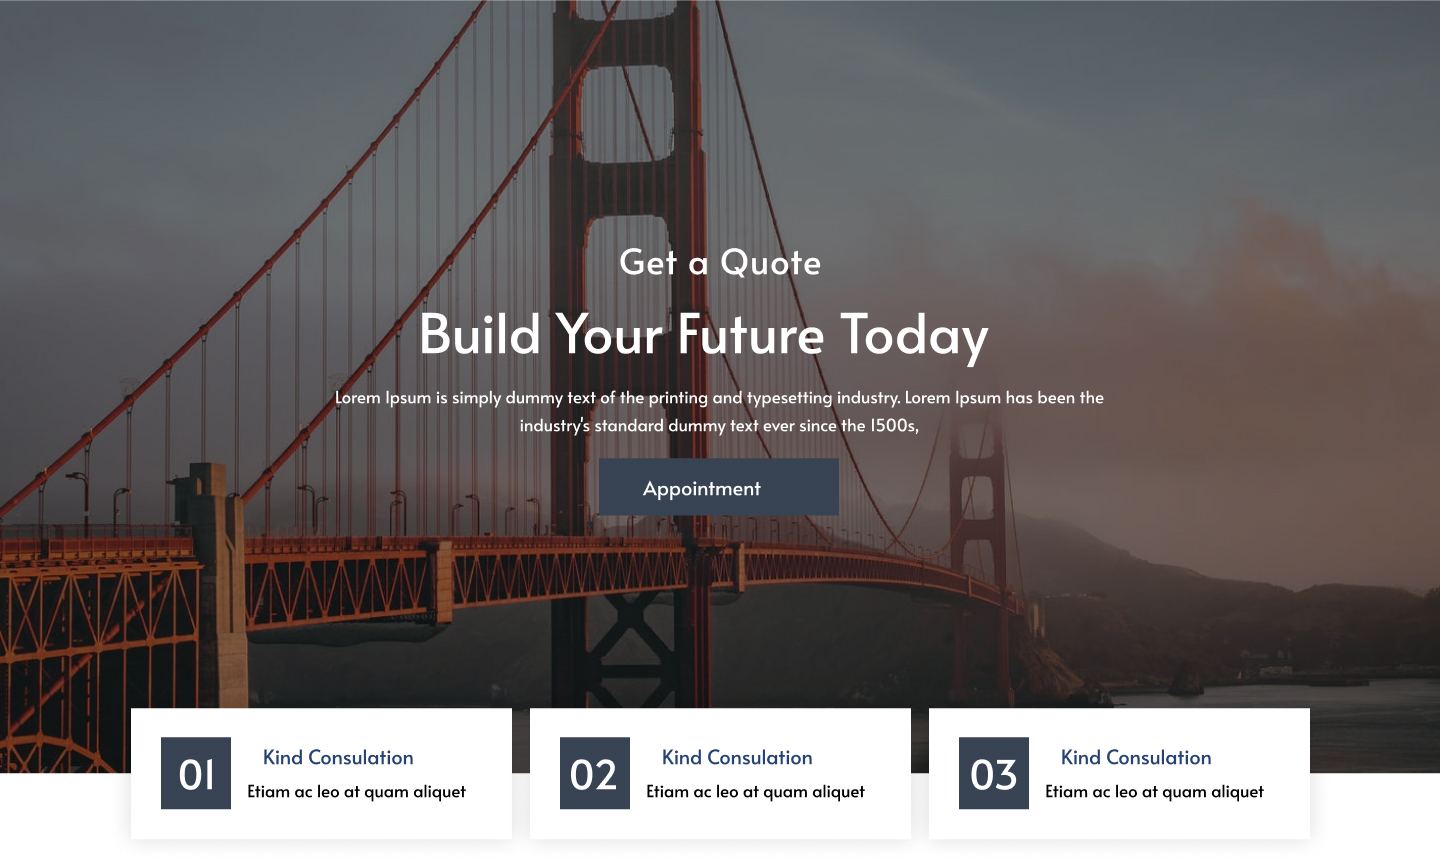 Get a Quote
Build Your Future Today
Lorem Ipsum is simply dummy text of the printing and typesetting industry. Lorem Ipsum has been the
industry's standard dummy text ever since the 1500s,
Appointment
01
Kind Consulation
Etiam ac leo at quam aliquet
02
Kind Consulation
Etiam ac leo at quam aliquet
03
Kind Consulation
Etiam ac leo at quam aliquet